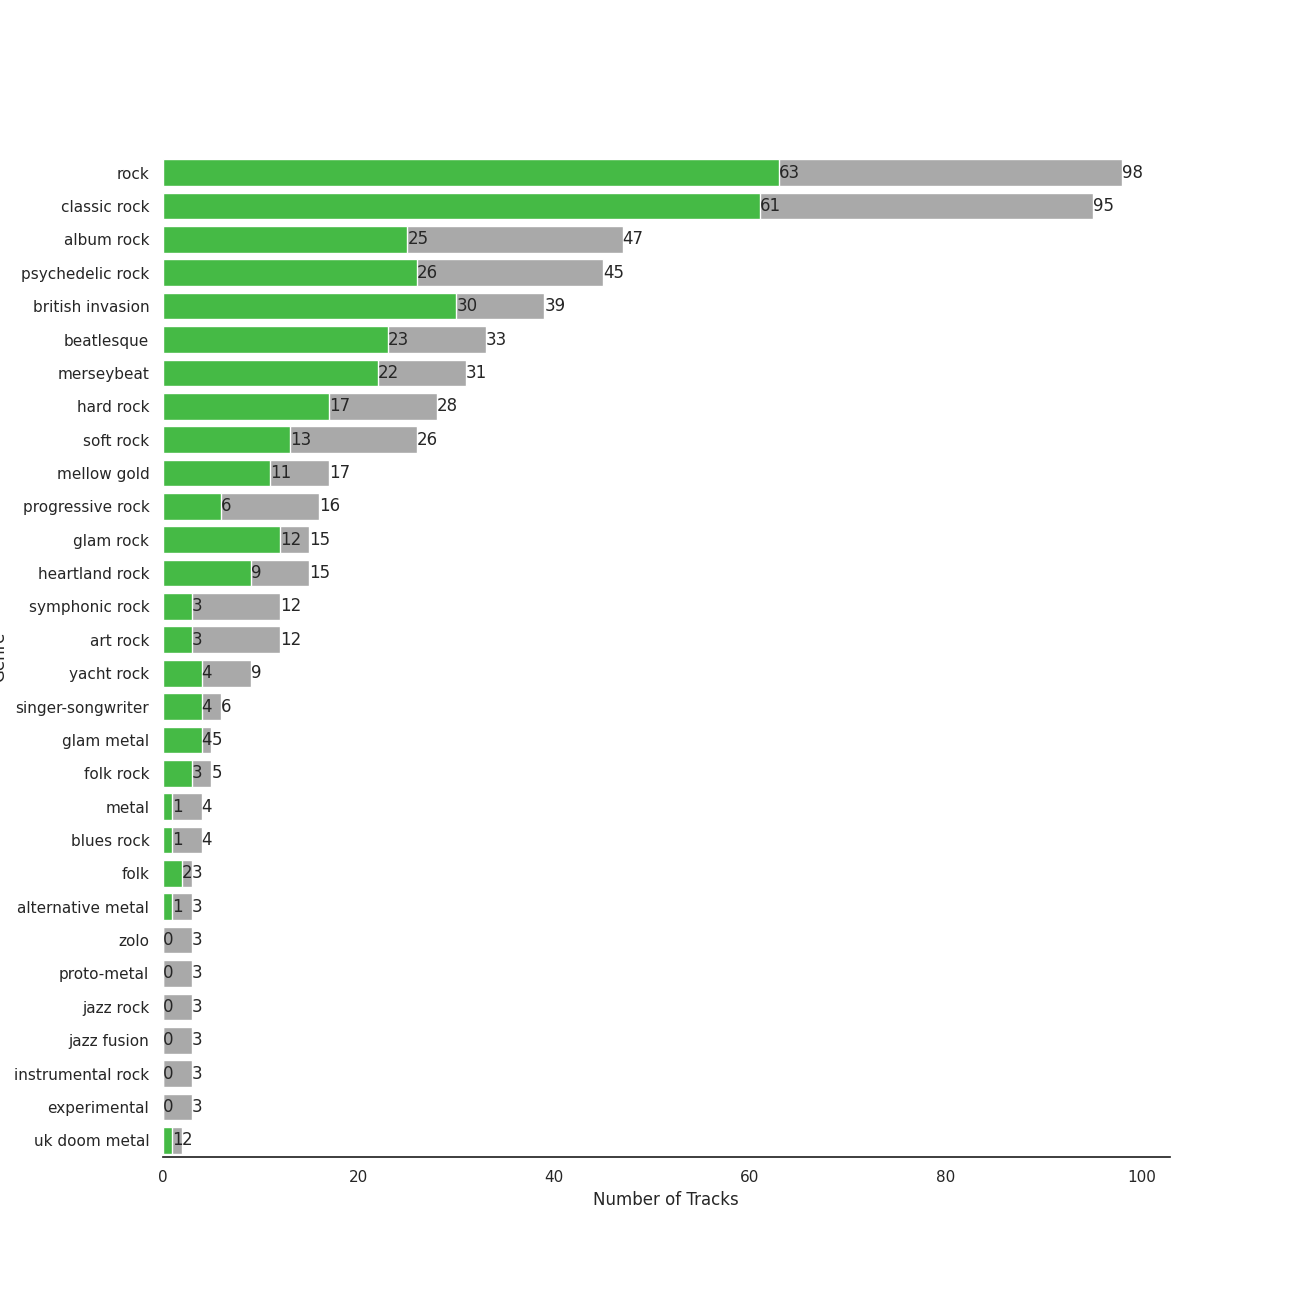 rock 63 98
classic rock 61 95
album rock 25 47
psychedelic rock 26 45
british invasion 30 39
beatlesque 23 33
merseybeat 22 31
hard rock 17 28
soft rock 13 26
mellow gold 11 17
progressive rock 6 16
glam rock 12 15
heartland rock 9 15
symphonic rock 3 12
art rock 3 12
yacht rock 4 9
singer-songwriter 4 6
glam metal 4 5
folk rock 3 5
metal 1 4
blues rock 1 4
folk 2 3
alternative metal 1 3
zolo 0 3
proto-metal 0 3
jazz rock 0 3
jazz fusion 0 3
instrumental rock 0 3
experimental 0 3
uk doom metal 1 2
0 20 40 60 80 100
Number of Tracks